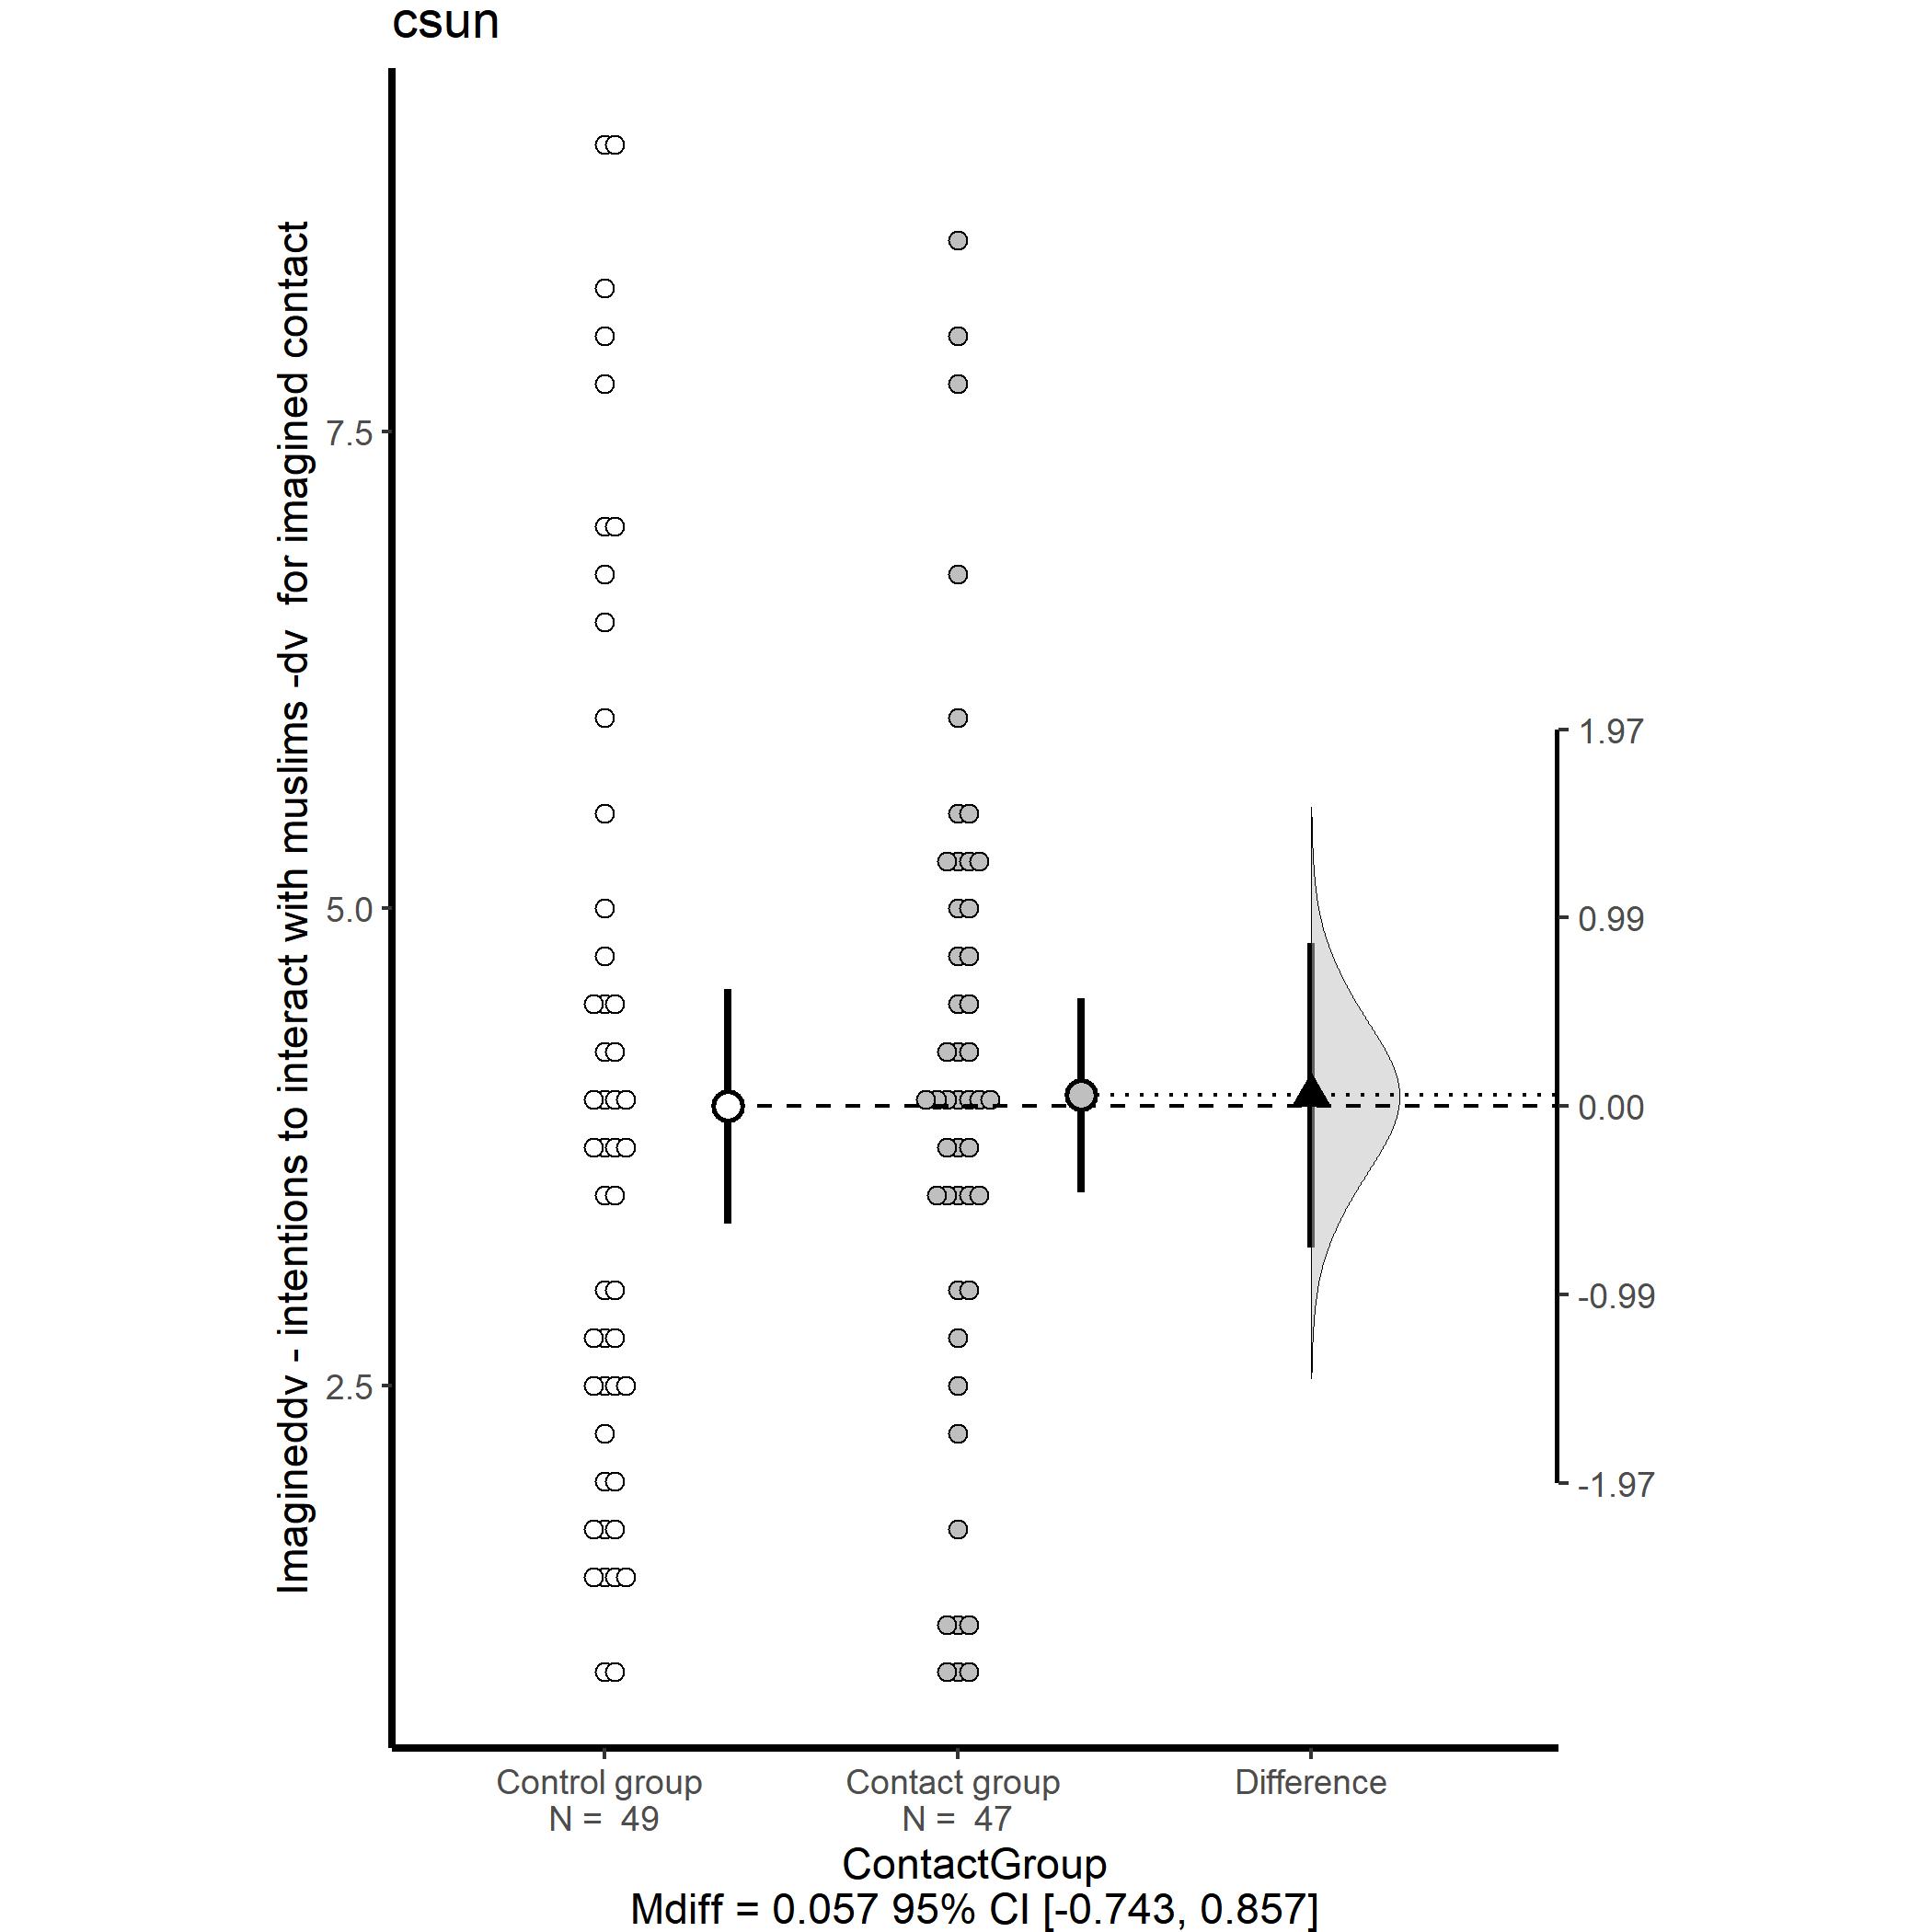 csun
Imagineddv - intentions to interact with muslims -dv  for imagined contact
7.5
5.0
2.5
1.97
0.99
0.00
-0.99
-1.97
Control group
N =  49
Contact group
N =  47
Difference
ContactGroup
Mdiff = 0.057 95% CI [-0.743, 0.857]